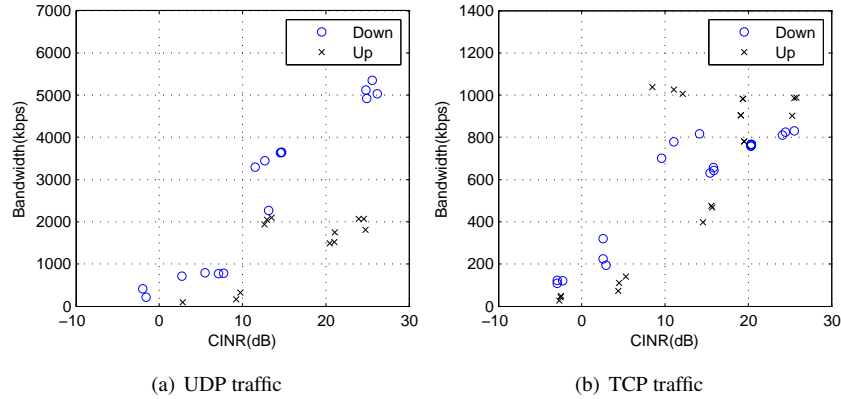 7000
6000
5000
4000
3000
2000
1000
0
Bandwidth(kbps)
−10 0 10 20 30
CINR(dB)
Down
Up
(a) UDP traffic
1400
1200
1000
800
600
400
200
0
Bandwidth(kbps)
−10 0 10 20 30
CINR(dB)
Down
Up
(b) TCP traffic